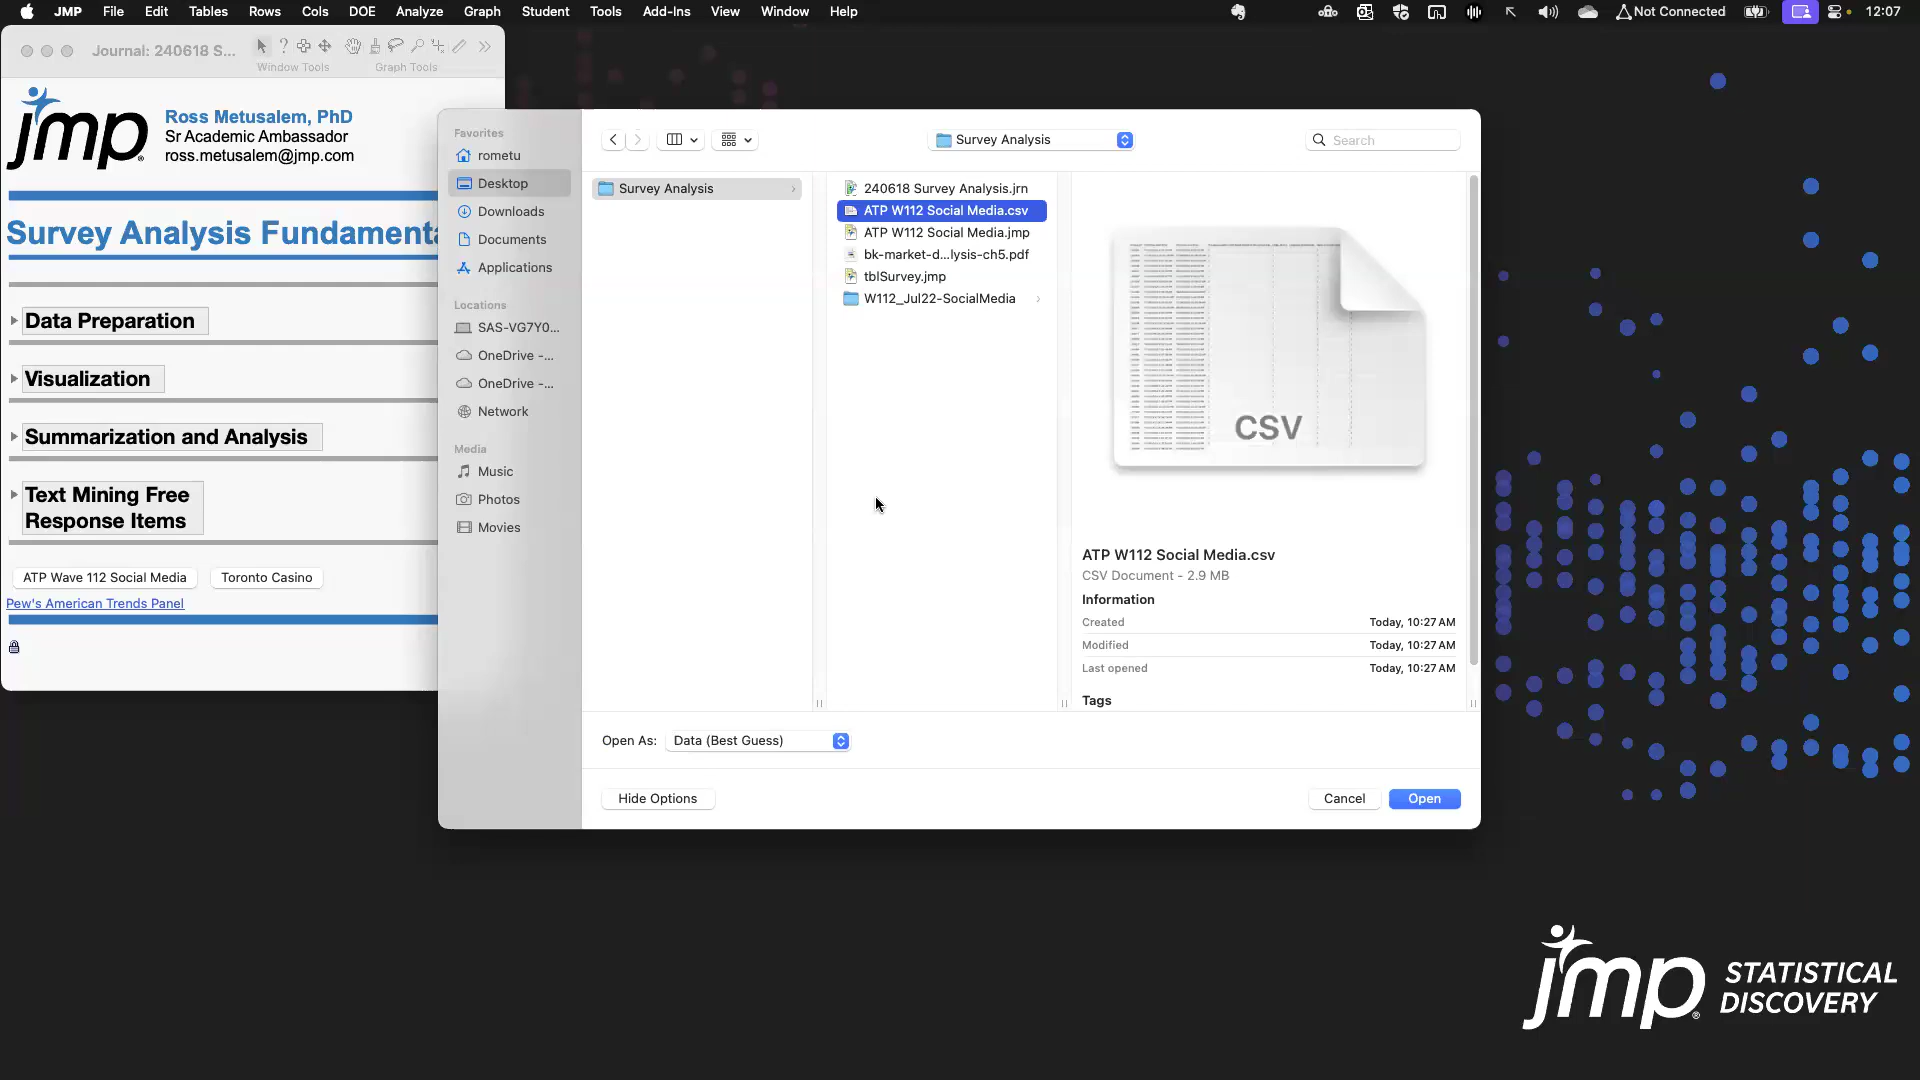 JMP File Edit Tables Rows Cols DOE Analyze Graph Student Tools Add-Ins View Window Help
Not Connected 12:07
Journal: 240618 S...
Window Tools Graph Tools
jmp
Ross Metusalem, PhD
Sr Academic Ambassador
ross.metusalem@jmp.com
Survey Analysis Fundamenta
Data Preparation
Visualization
Summarization and Analysis
Text Mining Free
Response Items
ATP Wave 112 Social Media
Toronto Casino
Pew's American Trends Panel
Favorites
rometu
Desktop
Downloads
Documents
Applications
Locations
SAS-VG7Y0...
OneDrive -...
OneDrive -...
Network
Media
Music
Photos
Movies
Survey Analysis
Search
Survey Analysis
240618 Survey Analysis.jrn
ATP W112 Social Media.csv
ATP W112 Social Media.jmp
bk-market-d...lysis-ch5.pdf
tblSurvey.jmp
W112_Jul22-SocialMedia
CSV
ATP W112 Social Media.csv
CSV Document - 2.9 MB
Information
Created Today, 10:27 AM
Modified Today, 10:27 AM
Last opened Today, 10:27 AM
Tags
Open As: Data (Best Guess)
Hide Options
Cancel
Open
jmp
STATISTICAL
DISCOVERY